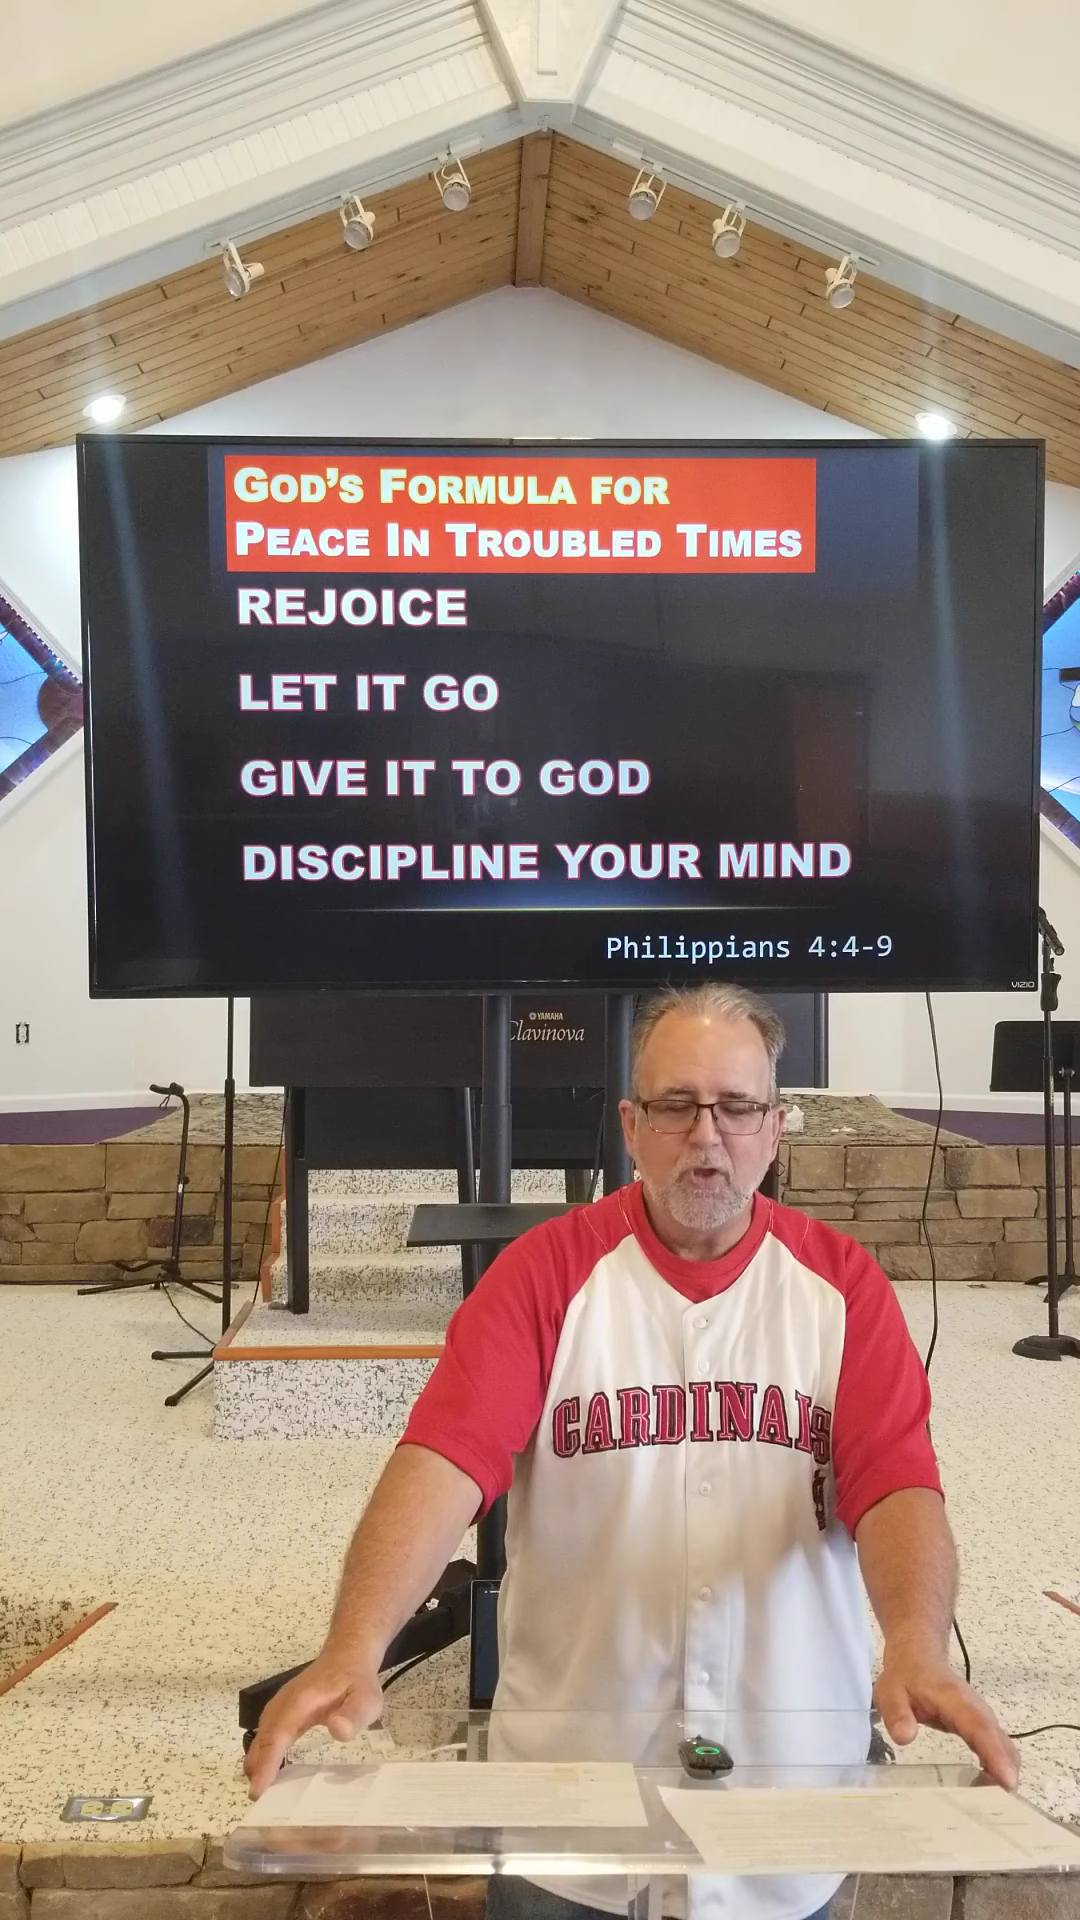 God's Formula for
Peace In Troubled Times
REJOICE
LET IT GO
GIVE IT TO GOD
DISCIPLINE YOUR MIND
Philippians 4:4-9
VIZIO
YAMAHA
Clavinova
CARDINALS